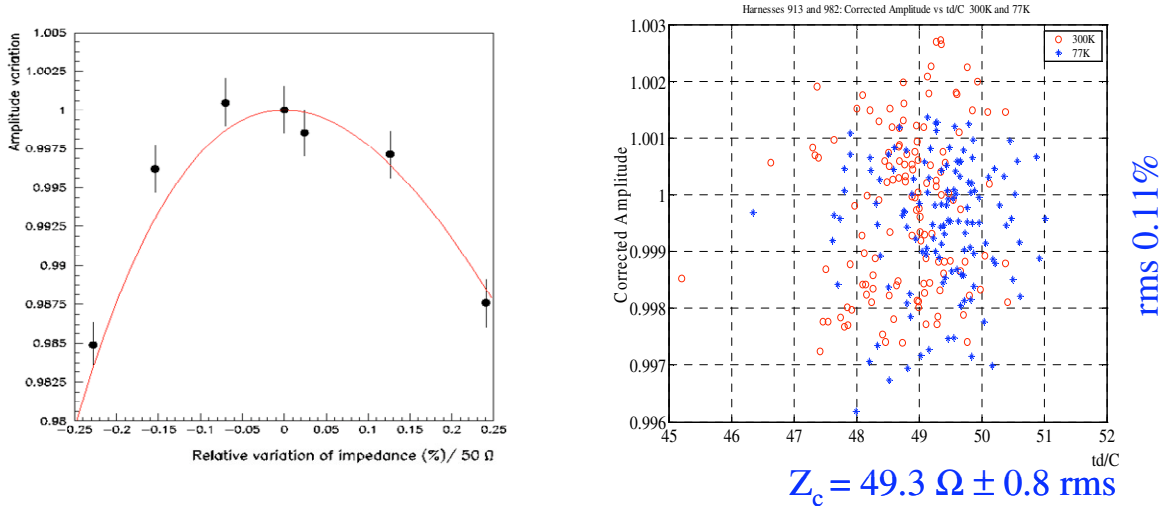 1.005
1.0025
1
0.9975
0.995
0.9925
0.99
0.9875
0.985
0.9825
0.98
Amplitude variation
−0.25 −0.2 −0.15 −0.1 −0.05 0 0.05 0.1 0.15 0.2 0.25
Relative variation of impedance (%)/ 50 Ω
Harnesses 913 and 982: Corrected Amplitude vs td/C 300K and 77K
300K
77K
1.003
1.002
1.001
1
0.999
0.998
0.997
0.996
Corrected Amplitude
45 46 47 48 49 50 51 52
td/C
rms 0.11%
Zc = 49.3 Ω ± 0.8 rms